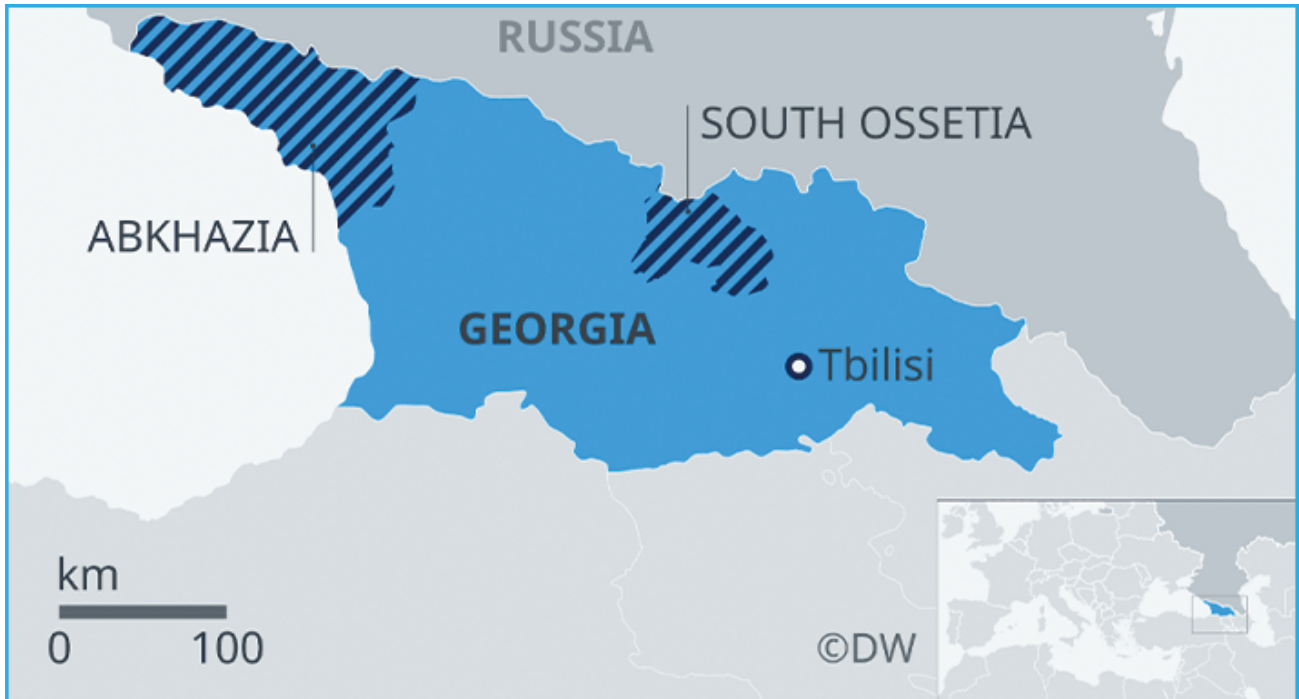 RUSSIA
SOUTH OSSETIA
ABKHAZIA
GEORGIA
Tbilisi
km
0 100
©DW